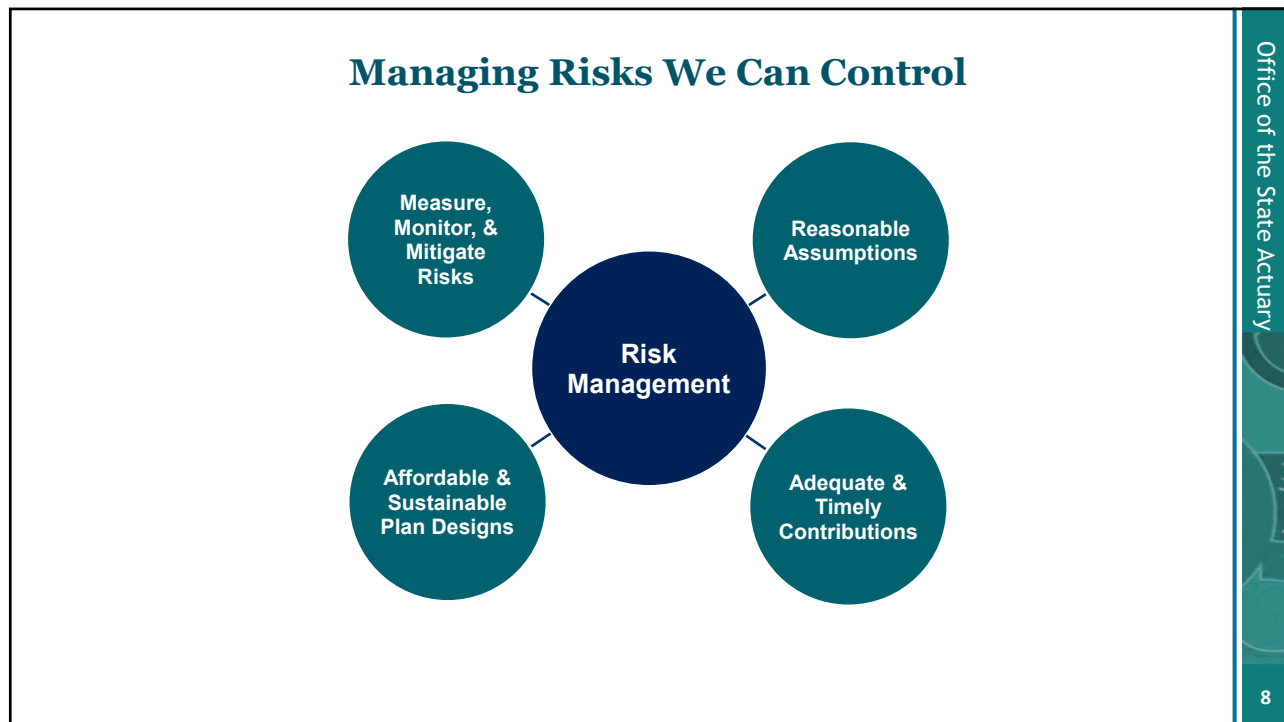 Managing Risks We Can Control
Measure,
Monitor, &
Mitigate
Risks
Reasonable
Assumptions
Risk
Management
Affordable &
Sustainable
Plan Designs
Adequate &
Timely
Contributions
Office of the State Actuary
8